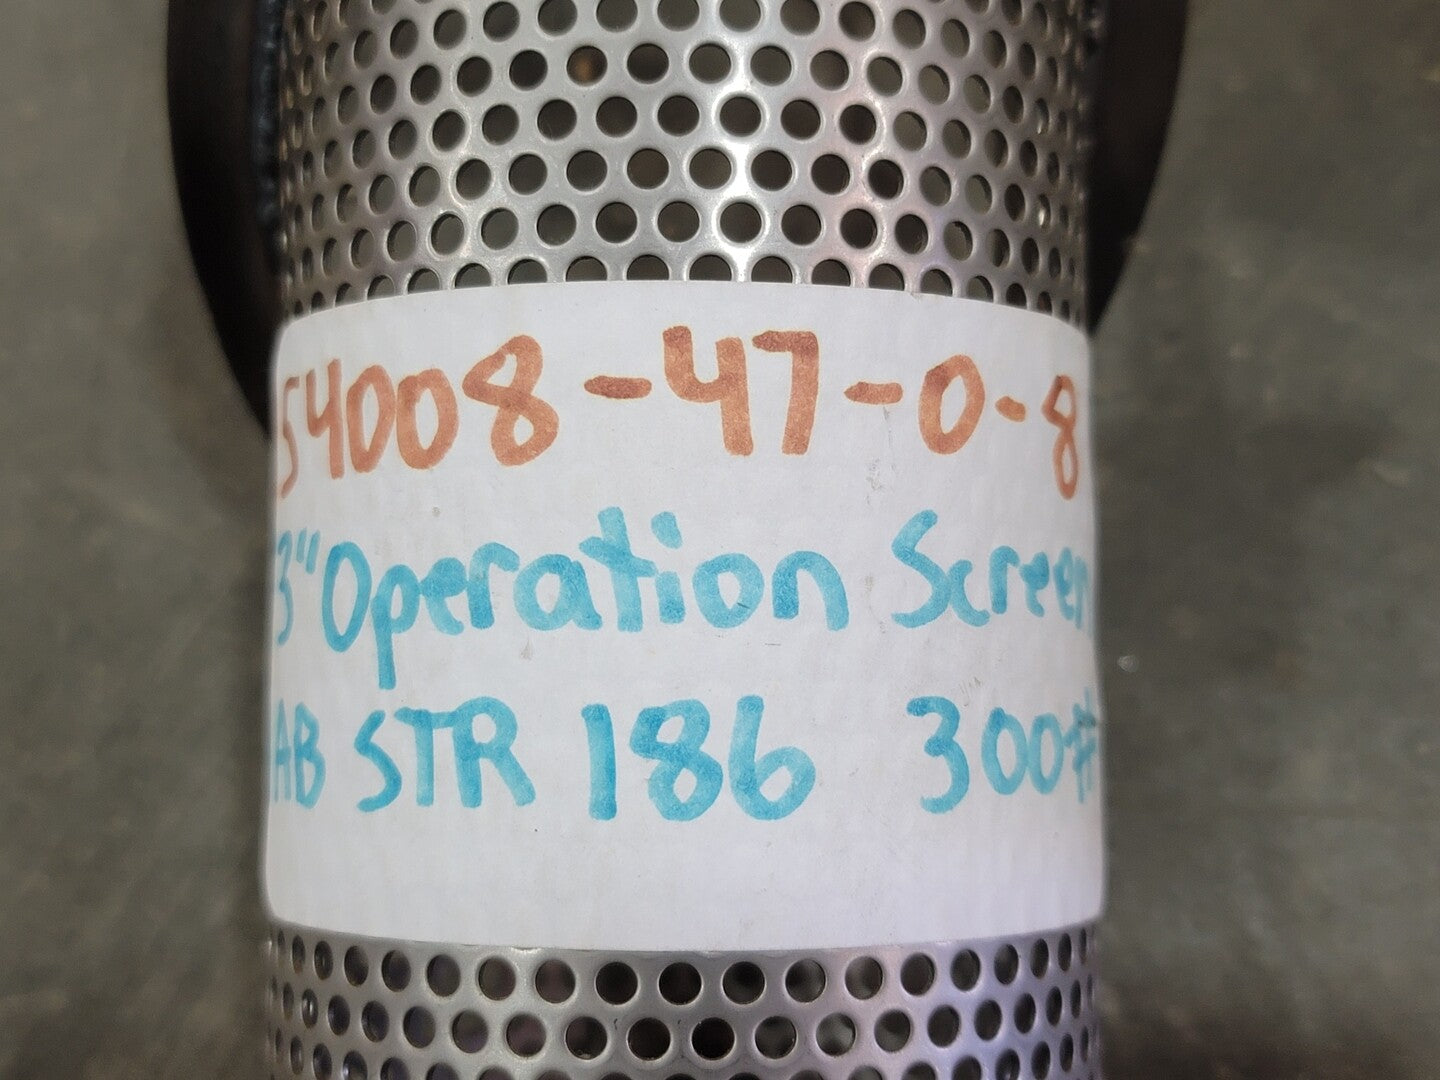 54008-47-0-8
3" Operation Screen
AB STR 186 300#